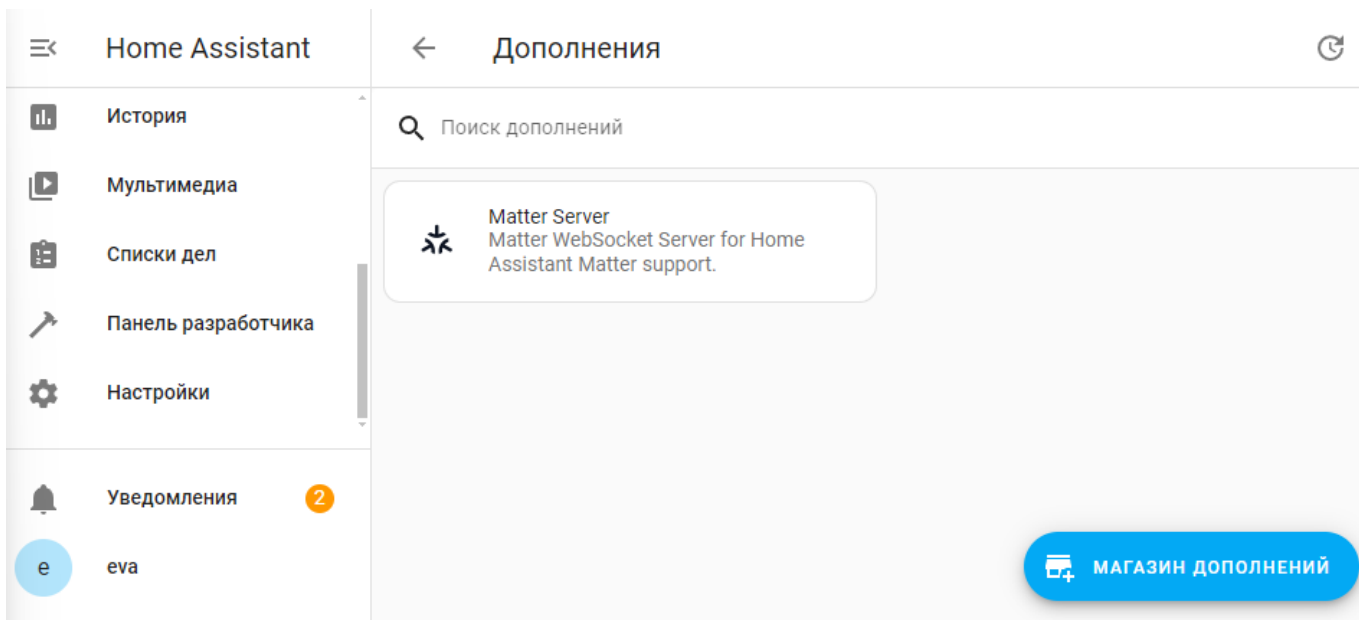 Home Assistant
История
Мультимедиа
Списки дел
Панель разработчика
Настройки
Уведомления 2
e eva
Дополнения
Поиск дополнений
Matter Server
Matter WebSocket Server for Home
Assistant Matter support.
МАГАЗИН ДОПОЛНЕНИЙ